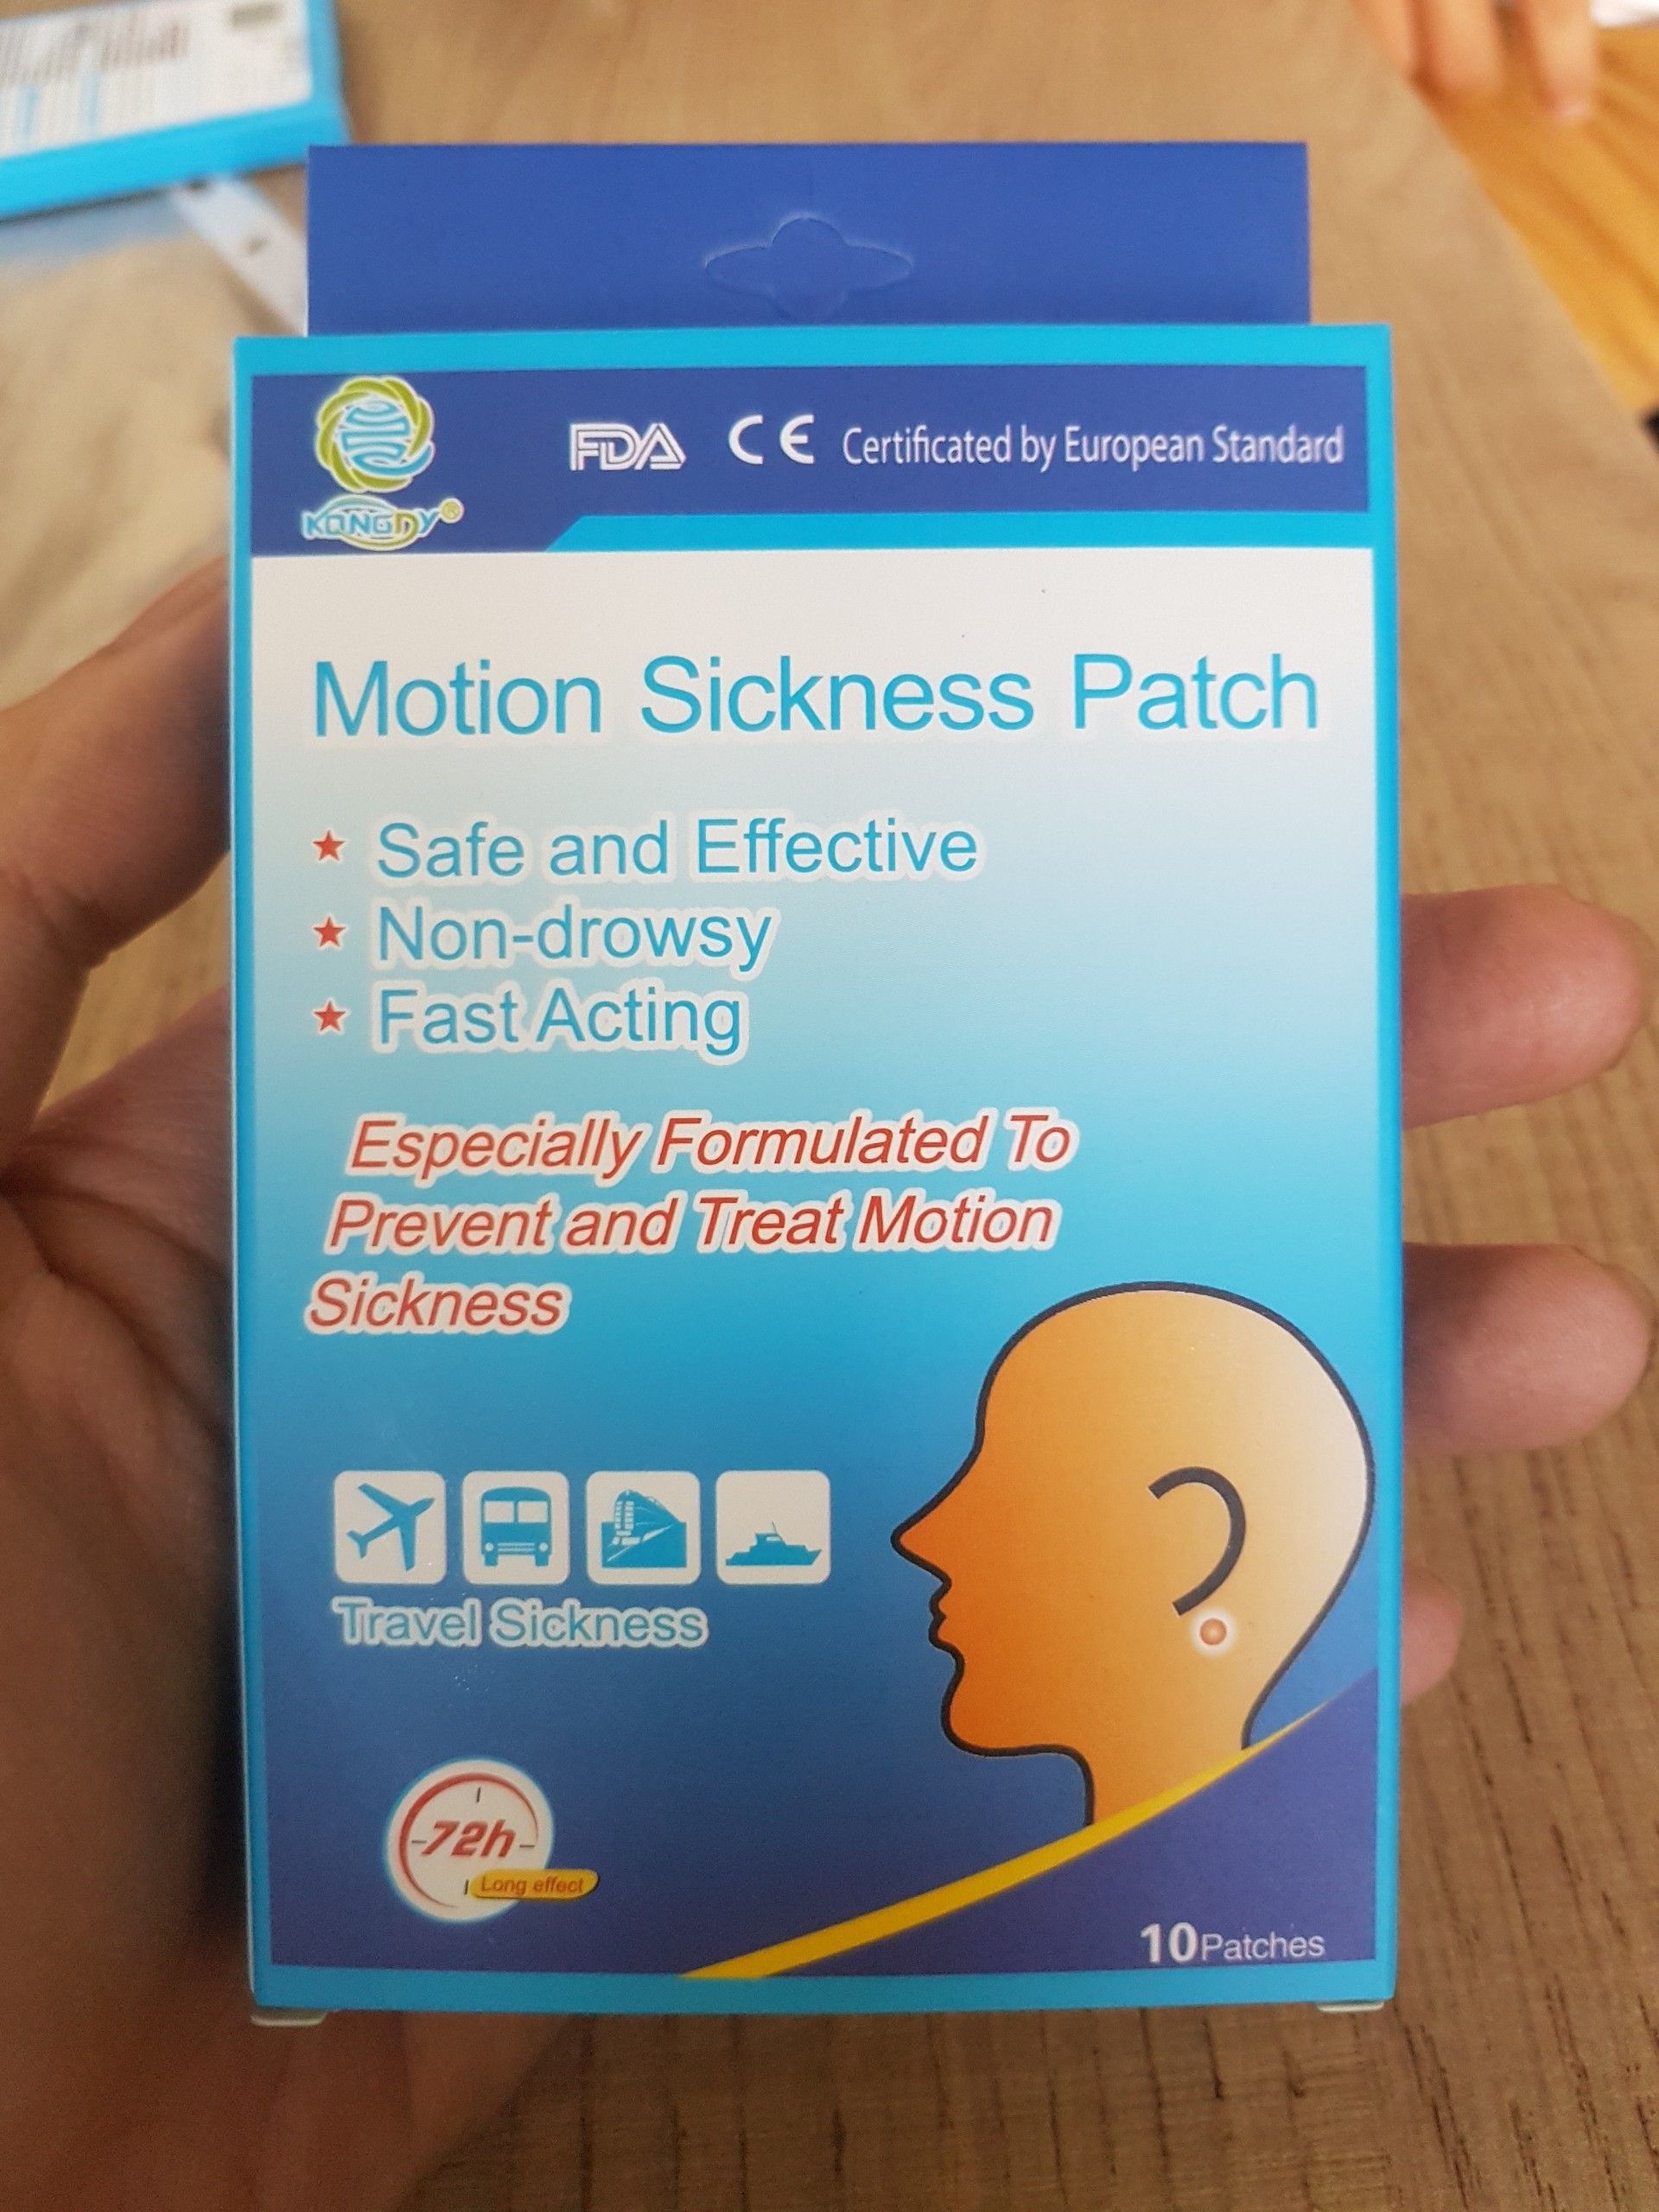 FDA CE Certificated by European Standard
KONGDY®
Motion Sickness Patch
★ Safe and Effective
★ Non-drowsy
★ Fast Acting
Especially Formulated To
Prevent and Treat Motion
Sickness
Travel Sickness
72h
Long effect
10Patches